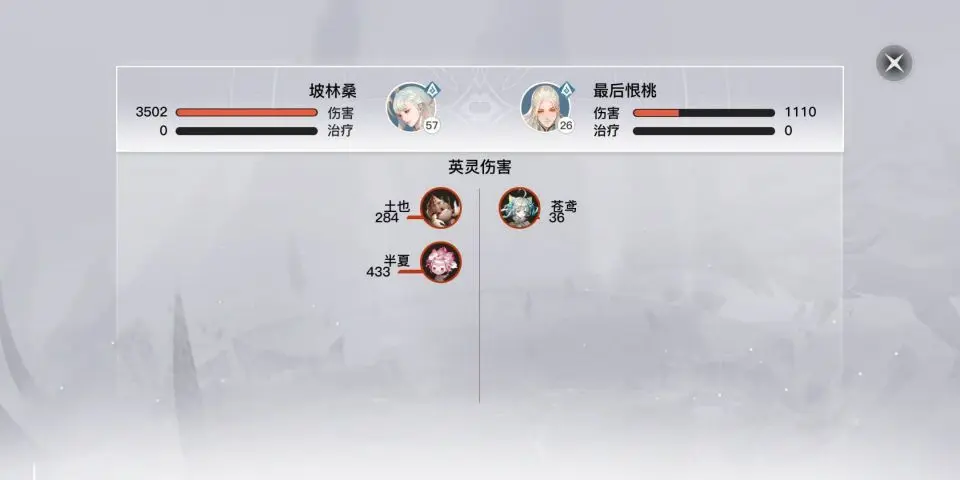 坡林桑
最后恨桃
3502 伤害
伤害 1110
0 治疗
治疗 0
57
26
英灵伤害
土也
284
苍鸢
36
半夏
433